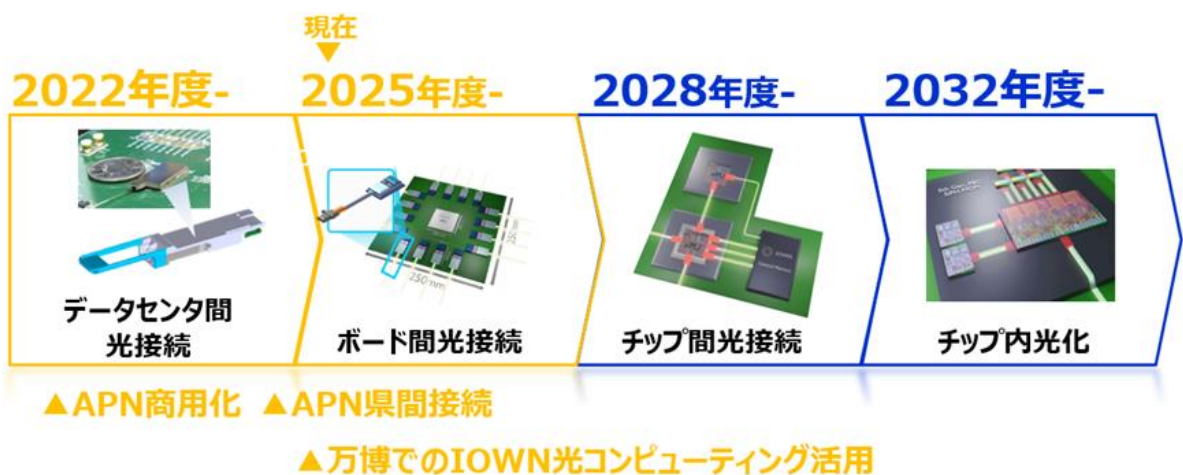 現在
▼
2022年度-
2025年度-
2028年度-
2032年度-
250mm
250mm
データセンタ間
光接続
ボード間光接続
チップ間光接続
チップ内光化
▲APN商用化 ▲APN県間接続
▲万博でのIOWN光コンピューティング活用